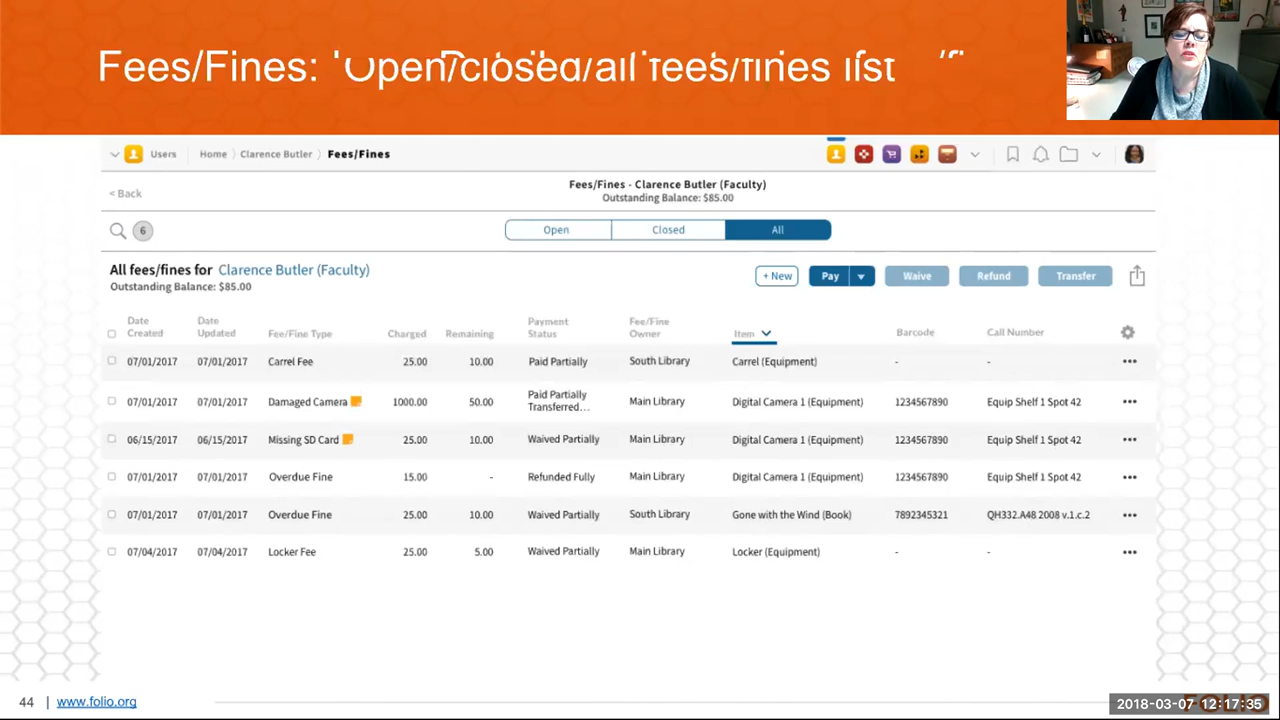 Fees/Fines: Open/closed/all fees/fines list
Users Home Clarence Butler Fees/Fines
< Back
Fees/Fines - Clarence Butler (Faculty)
Outstanding Balance: $85.00
6
Open Closed All
All fees/fines for Clarence Butler (Faculty)
Outstanding Balance: $85.00
+ New Pay Waive Refund Transfer
Date Created Date Updated Fee/Fine Type Charged Remaining Payment Status Fee/Fine Owner Item Barcode Call Number
07/01/2017 07/01/2017 Carrel Fee 25.00 10.00 Paid Partially South Library Carrel (Equipment) - -
07/01/2017 07/01/2017 Damaged Camera 1000.00 50.00 Paid Partially Transferred... Main Library Digital Camera 1 (Equipment) 1234567890 Equip Shelf 1 Spot 42
06/15/2017 06/15/2017 Missing SD Card 25.00 10.00 Waived Partially Main Library Digital Camera 1 (Equipment) 1234567890 Equip Shelf 1 Spot 42
07/01/2017 07/01/2017 Overdue Fine 15.00 - Refunded Fully Main Library Digital Camera 1 (Equipment) 1234567890 Equip Shelf 1 Spot 42
07/01/2017 07/01/2017 Overdue Fine 25.00 10.00 Waived Partially South Library Gone with the Wind (Book) 7892345321 QH332.A48 2008 v.1.c.2
07/04/2017 07/04/2017 Locker Fee 25.00 5.00 Waived Partially Main Library Locker (Equipment) - -
44 | www.folio.org
FOLIO
2018-03-07 12:17:35